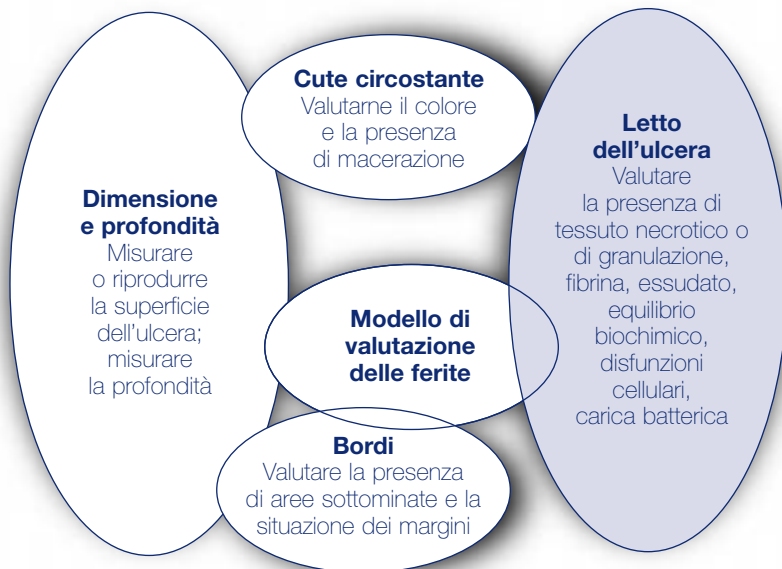 Cute circostante
Valutarne il colore
e la presenza
di macerazione
Letto
dell’ulcera
Valutare
la presenza di
tessuto necrotico o
di granulazione,
fibrina, essudato,
equilibrio
biochimico,
disfunzioni
cellulari,
carica batterica
Dimensione
e profondità
Misurare
o riprodurre
la superficie
dell’ulcera;
misurare
la profondità
Modello di
valutazione
delle ferite
Bordi
Valutare la presenza
di aree sottominate e la
situazione dei margini